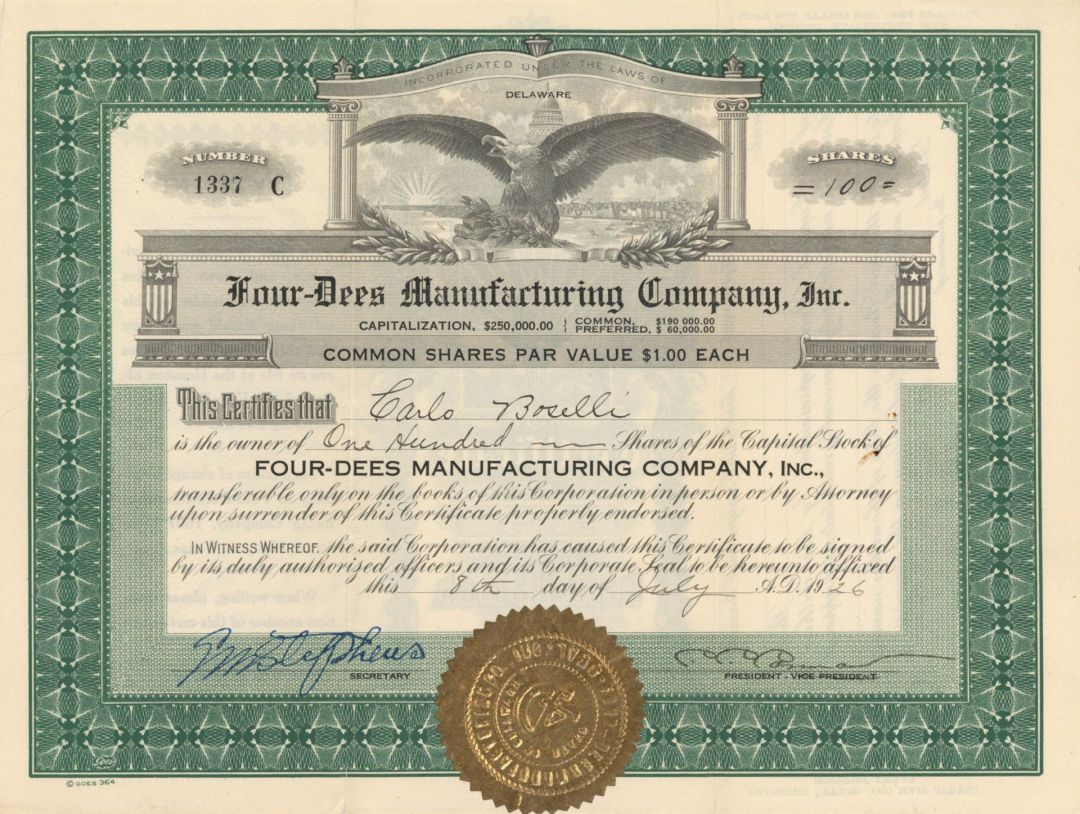 INCORPORATED UNDER THE LAWS OF
DELAWARE
NUMBER
1337 C
SHARES
= 100 =
Four-Dees Manufacturing Company, Inc.
CAPITALIZATION, $250,000.00 { COMMON, $190 000.00
PREFERRED, $ 60,000.00
COMMON SHARES PAR VALUE $1.00 EACH
This Certifies that Carlo Boselli
is the owner of One Hundred — Shares of the Capital Stock of
FOUR-DEES MANUFACTURING COMPANY, INC.,
transferable only on the books of this Corporation in person or by Attorney
upon surrender of this Certificate properly endorsed.
IN WITNESS WHEREOF, the said Corporation has caused this Certificate to be signed
by its duly authorized officers and its Corporate Seal to be hereunto affixed
this 8th day of July A.D. 1926
SECRETARY
PRESIDENT - VICE PRESIDENT
Goes
© GOES 364